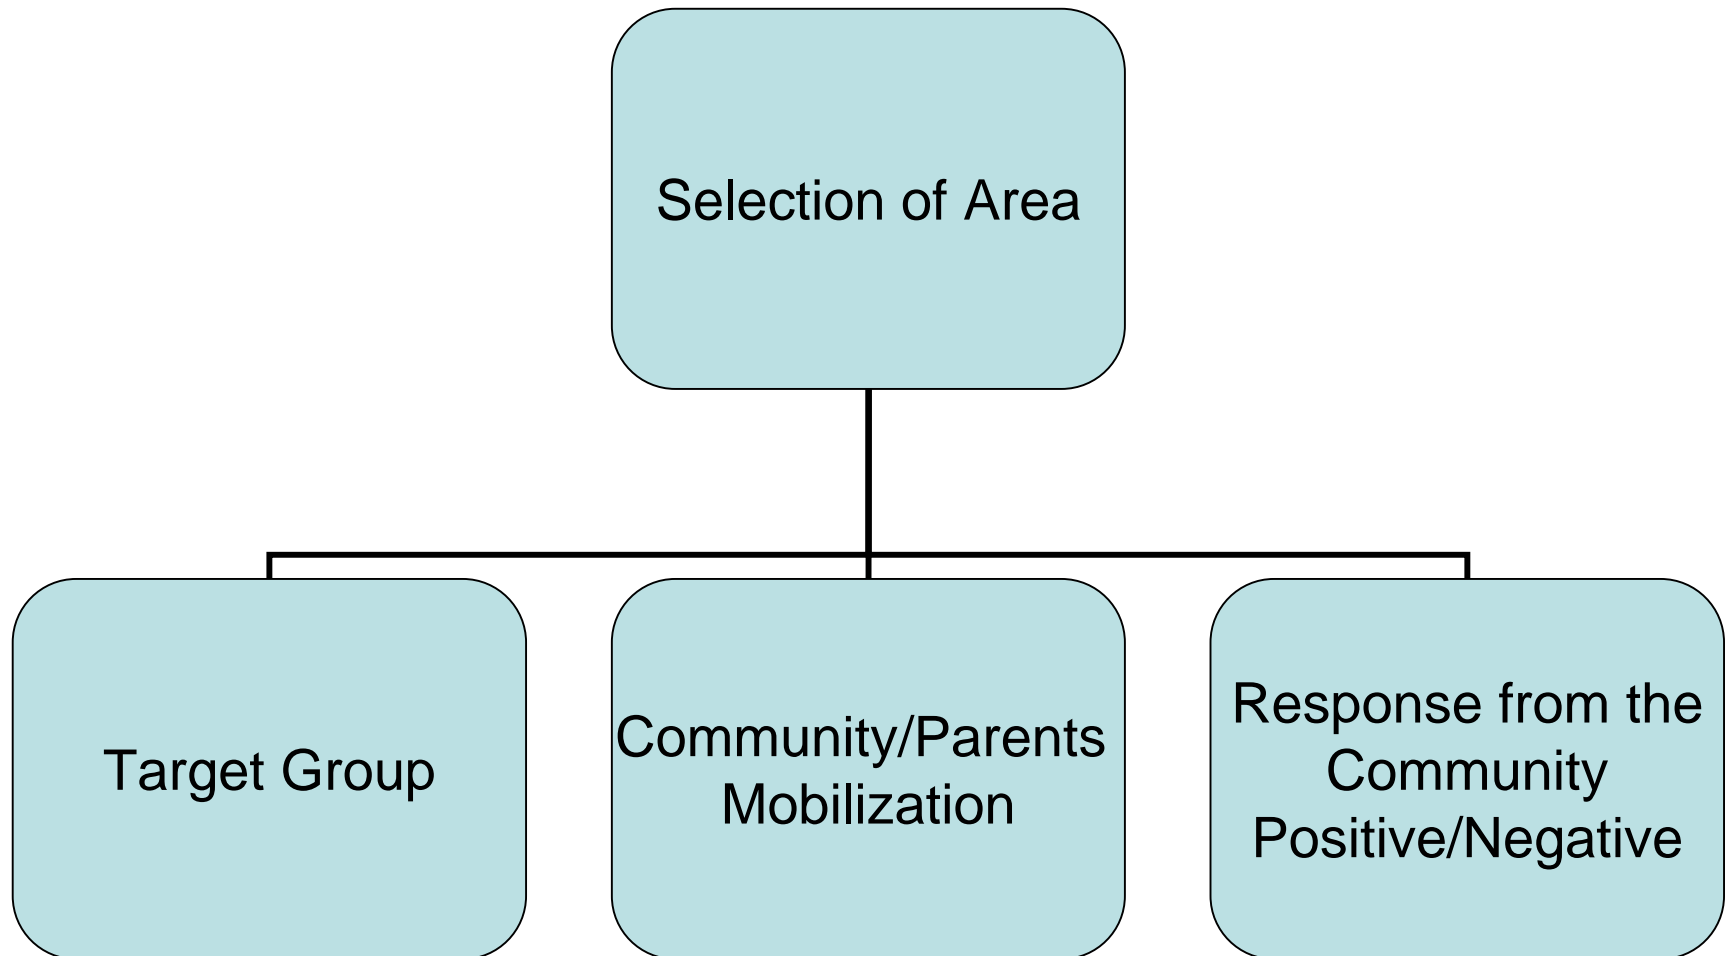 Selection of Area
Target Group
Community/Parents
Mobilization
Response from the
Community
Positive/Negative